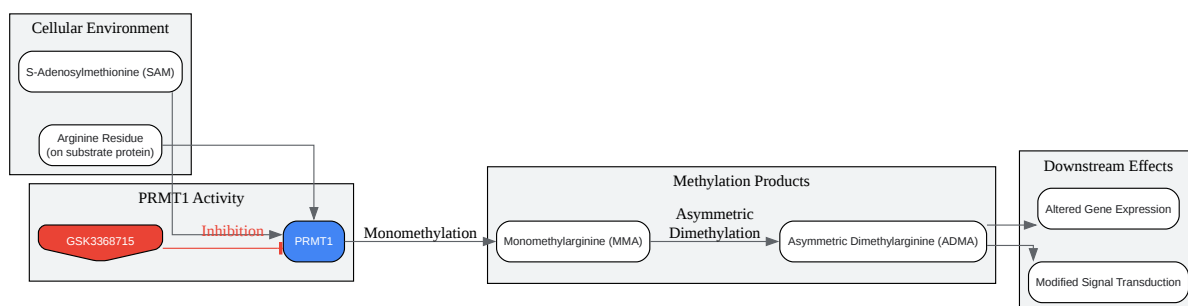 Cellular Environment
S-Adenosylmethionine (SAM)
Arginine Residue
(on substrate protein)
PRMT1 Activity
GSK3368715
Inhibition
PRMT1
Monomethylation
Methylation Products
Monomethylarginine (MMA)
Asymmetric
Dimethylation
Asymmetric Dimethylarginine (ADMA)
Downstream Effects
Altered Gene Expression
Modified Signal Transduction